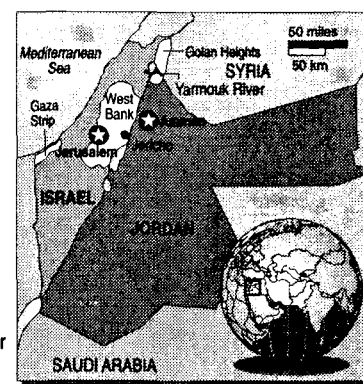 50 miles
50 km
Mediterranean
Sea
Golan Heights
SYRIA
Yarmouk River
Gaza
Strip
West
Bank
Amman
Jerusalem
Jericho
ISRAEL
JORDAN
r
SAUDI ARABIA